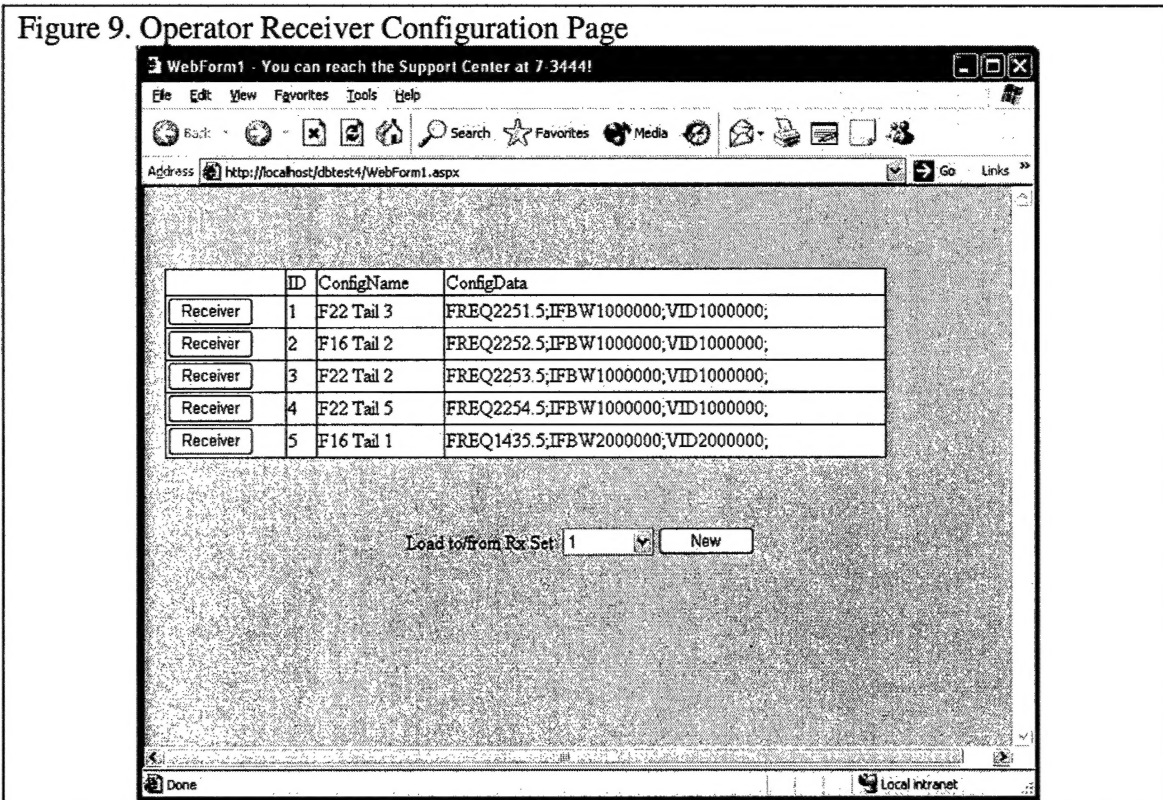 Figure 9. Operator Receiver Configuration Page
WebForm1 - You can reach the Support Center at 7-3444!
File Edit View Favorites Tools Help
Back Search Favorites Media
Address http://localhost/dbtest4/WebForm1.aspx Go Links »
ID ConfigName ConfigData
Receiver 1 F22 Tail 3 FREQ2251.5;IFBW1000000;VID1000000;
Receiver 2 F16 Tail 2 FREQ2252.5;IFBW1000000;VID1000000;
Receiver 3 F22 Tail 2 FREQ2253.5;IFBW1000000;VID1000000;
Receiver 4 F22 Tail 5 FREQ2254.5;IFBW1000000;VID1000000;
Receiver 5 F16 Tail 1 FREQ1435.5;IFBW2000000;VID2000000;
Load to/from Rx Set 1 New
Done Local intranet